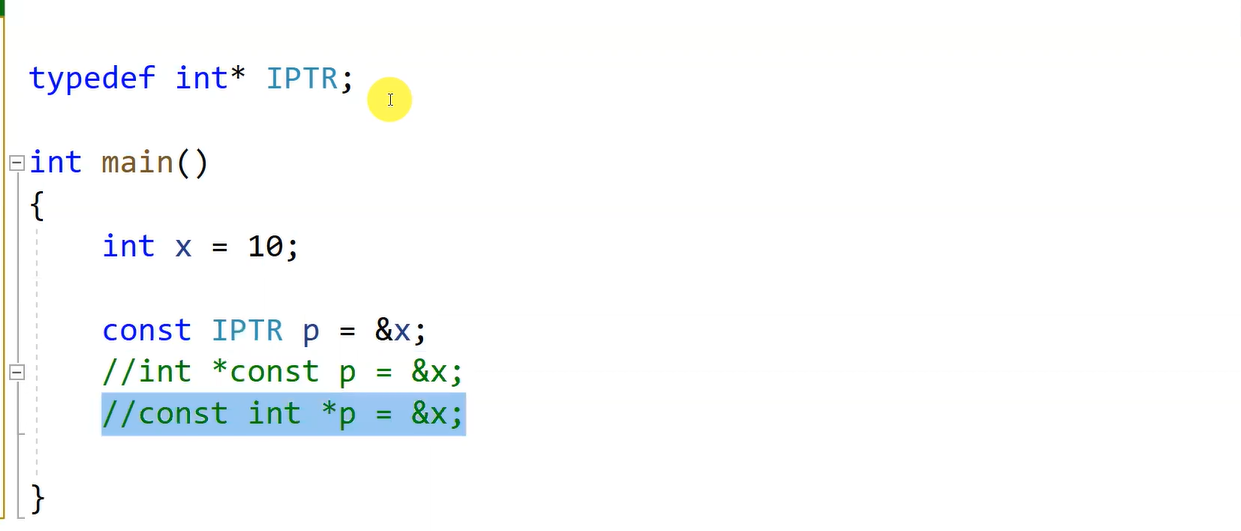 typedef int* IPTR;
int main()
{
int x = 10;
const IPTR p = &x;
//int *const p = &x;
//const int *p = &x;
}